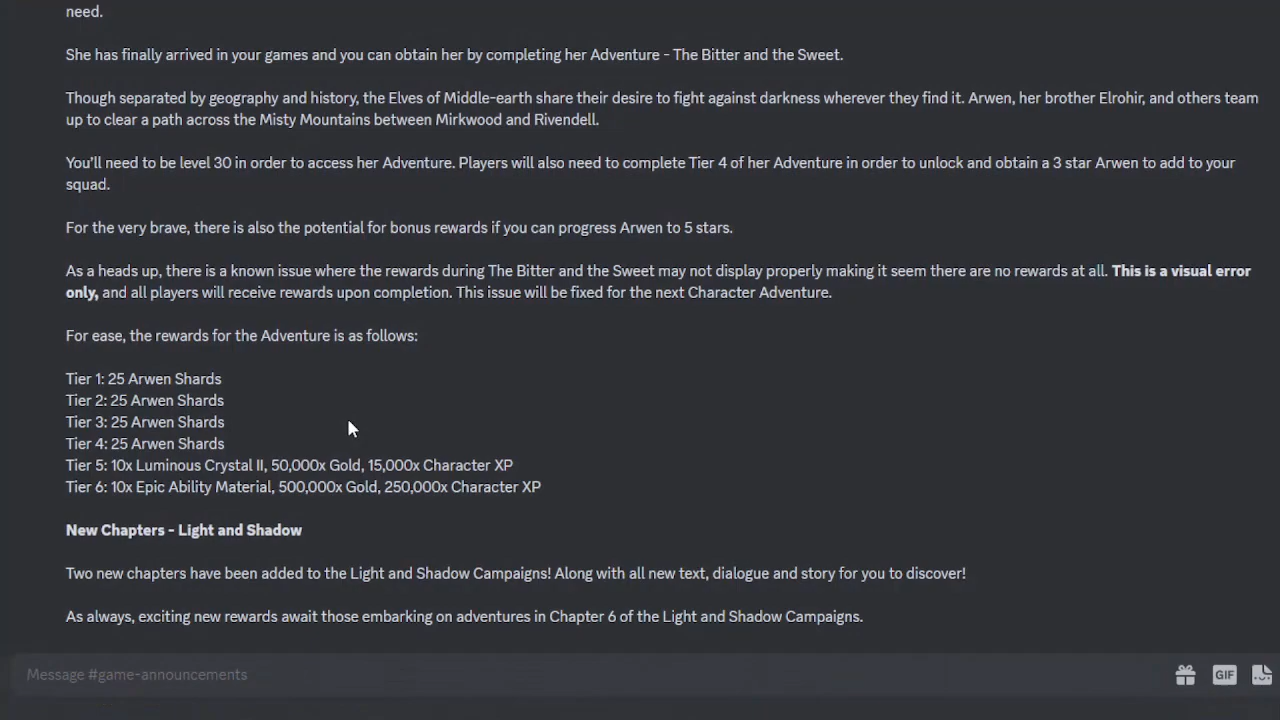 need.
She has finally arrived in your games and you can obtain her by completing her Adventure - The Bitter and the Sweet.
Though separated by geography and history, the Elves of Middle-earth share their desire to fight against darkness wherever they find it. Arwen, her brother Elrohir, and others team
up to clear a path across the Misty Mountains between Mirkwood and Rivendell.
You'll need to be level 30 in order to access her Adventure. Players will also need to complete Tier 4 of her Adventure in order to unlock and obtain a 3 star Arwen to add to your
squad.
For the very brave, there is also the potential for bonus rewards if you can progress Arwen to 5 stars.
As a heads up, there is a known issue where the rewards during The Bitter and the Sweet may not display properly making it seem there are no rewards at all. This is a visual error
only, and all players will receive rewards upon completion. This issue will be fixed for the next Character Adventure.
For ease, the rewards for the Adventure is as follows:
Tier 1: 25 Arwen Shards
Tier 2: 25 Arwen Shards
Tier 3: 25 Arwen Shards
Tier 4: 25 Arwen Shards
Tier 5: 10x Luminous Crystal II, 50,000x Gold, 15,000x Character XP
Tier 6: 10x Epic Ability Material, 500,000x Gold, 250,000x Character XP
New Chapters - Light and Shadow
Two new chapters have been added to the Light and Shadow Campaigns! Along with all new text, dialogue and story for you to discover!
As always, exciting new rewards await those embarking on adventures in Chapter 6 of the Light and Shadow Campaigns.
Message #game-announcements
GIF